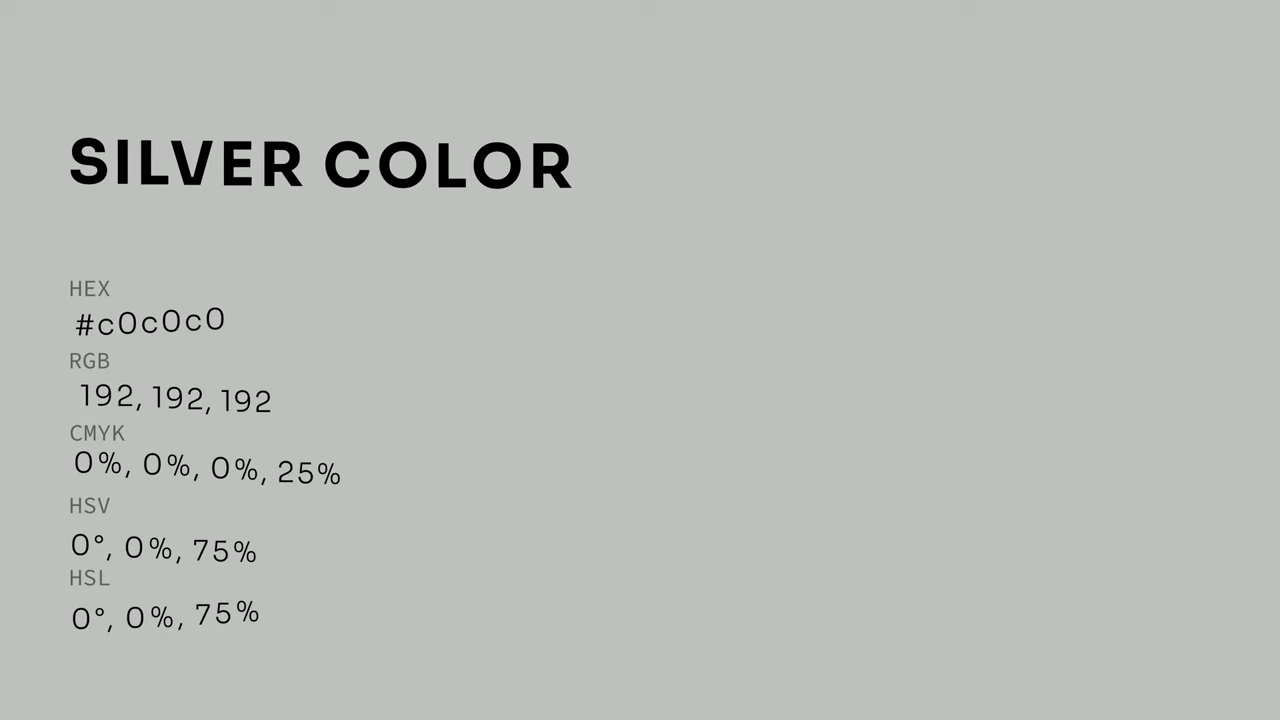 SILVER COLOR
HEX
#c0c0c0
RGB
192, 192, 192
CMYK
0%, 0%, 0%, 25%
HSV
0°, 0%, 75%
HSL
0°, 0%, 75%